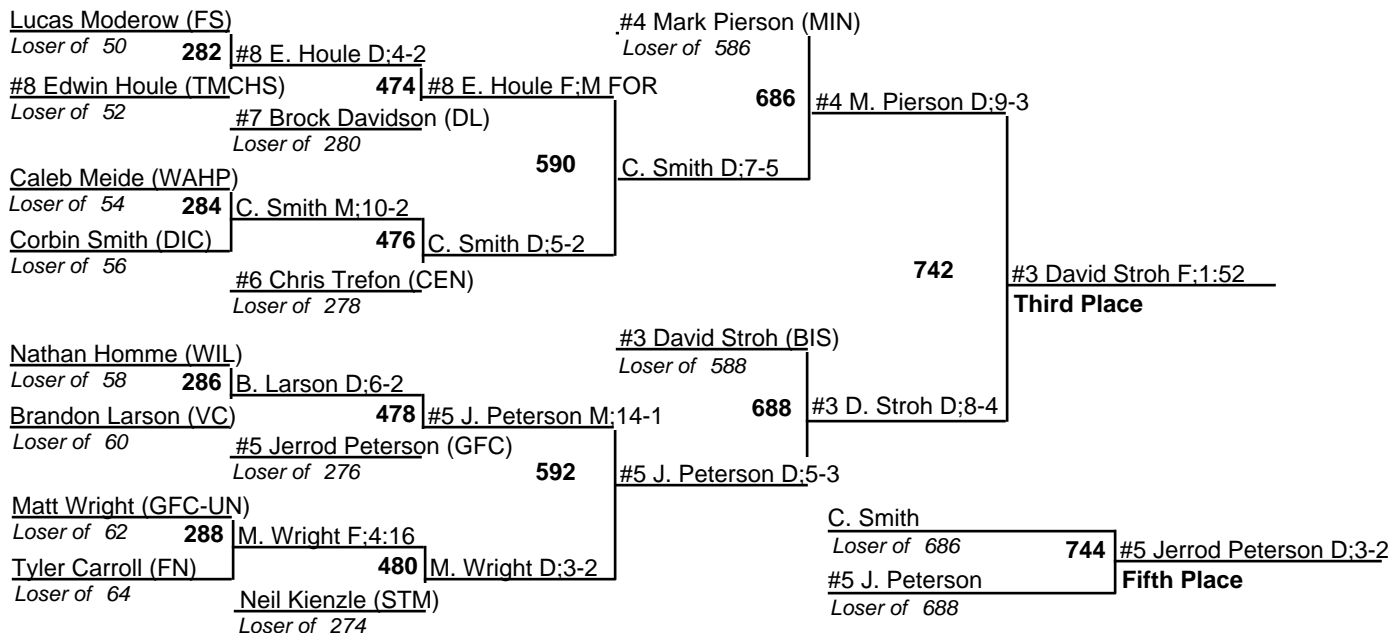 Lucas Moderow (FS)
Loser of 50
282
#8 E. Houle D;4-2
#8 Edwin Houle (TMCHS)
Loser of 52
474
#8 E. Houle F;M FOR
#7 Brock Davidson (DL)
Loser of 280
590
Caleb Meide (WAHP)
Loser of 54
284
C. Smith M;10-2
Corbin Smith (DIC)
Loser of 56
476
C. Smith D;5-2
#6 Chris Trefon (CEN)
Loser of 278
#4 Mark Pierson (MIN)
Loser of 586
686
#4 M. Pierson D;9-3
C. Smith D;7-5
742
#3 David Stroh F;1:52
Third Place
Nathan Homme (WIL)
Loser of 58
286
B. Larson D;6-2
Brandon Larson (VC)
Loser of 60
478
#5 J. Peterson M;14-1
#5 Jerrod Peterson (GFC)
Loser of 276
592
Matt Wright (GFC-UN)
Loser of 62
288
M. Wright F;4:16
Tyler Carroll (FN)
Loser of 64
480
M. Wright D;3-2
Neil Kienzle (STM)
Loser of 274
#3 David Stroh (BIS)
Loser of 588
688
#3 D. Stroh D;8-4
#5 J. Peterson D;5-3
C. Smith
Loser of 686
744
#5 Jerrod Peterson D;3-2
#5 J. Peterson
Fifth Place
Loser of 688